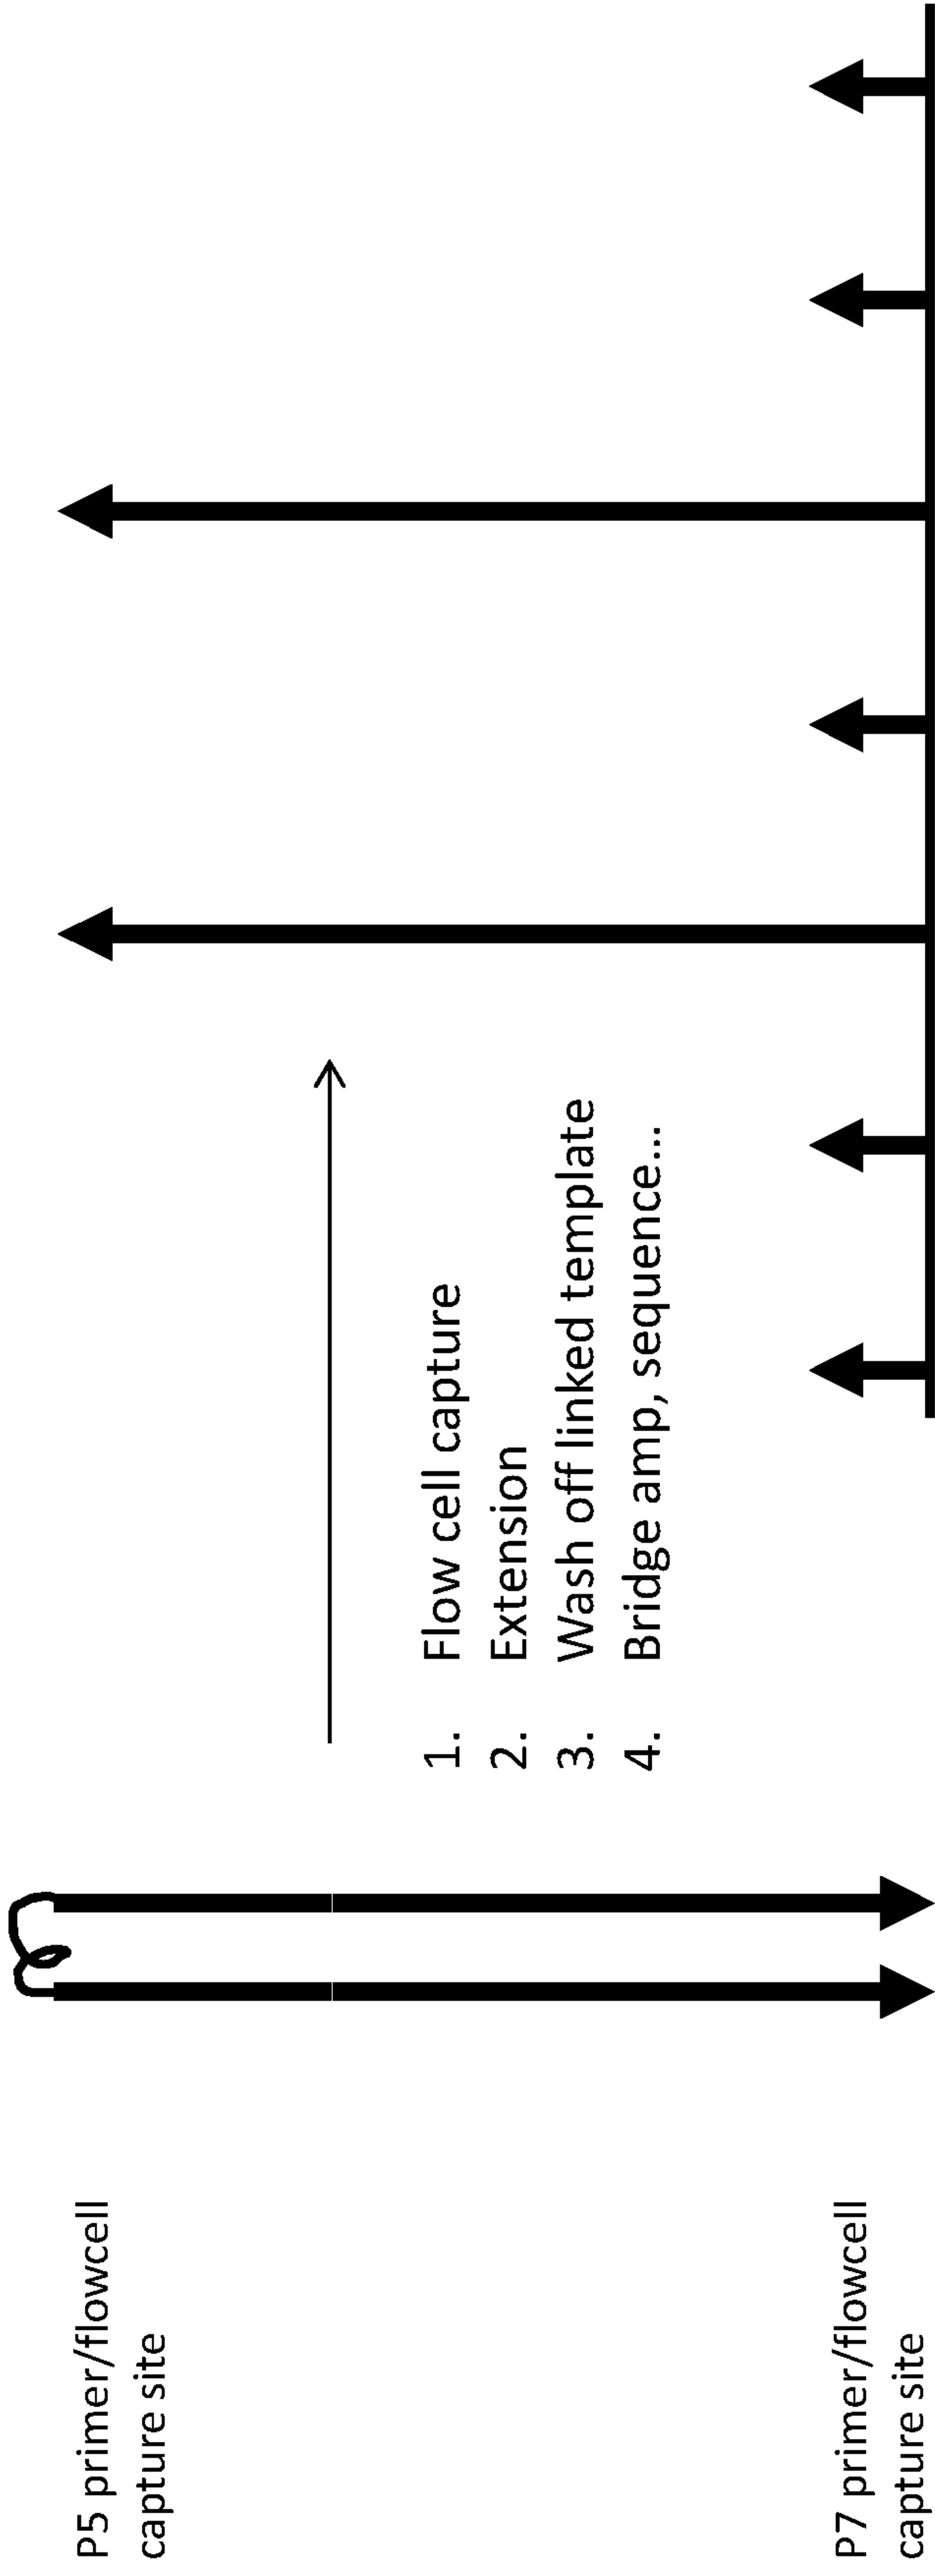 P5 primer/flowcell
capture site
P7 primer/flowcell
capture site
1. Flow cell capture
2. Extension
3. Wash off linked template
4. Bridge amp, sequence...